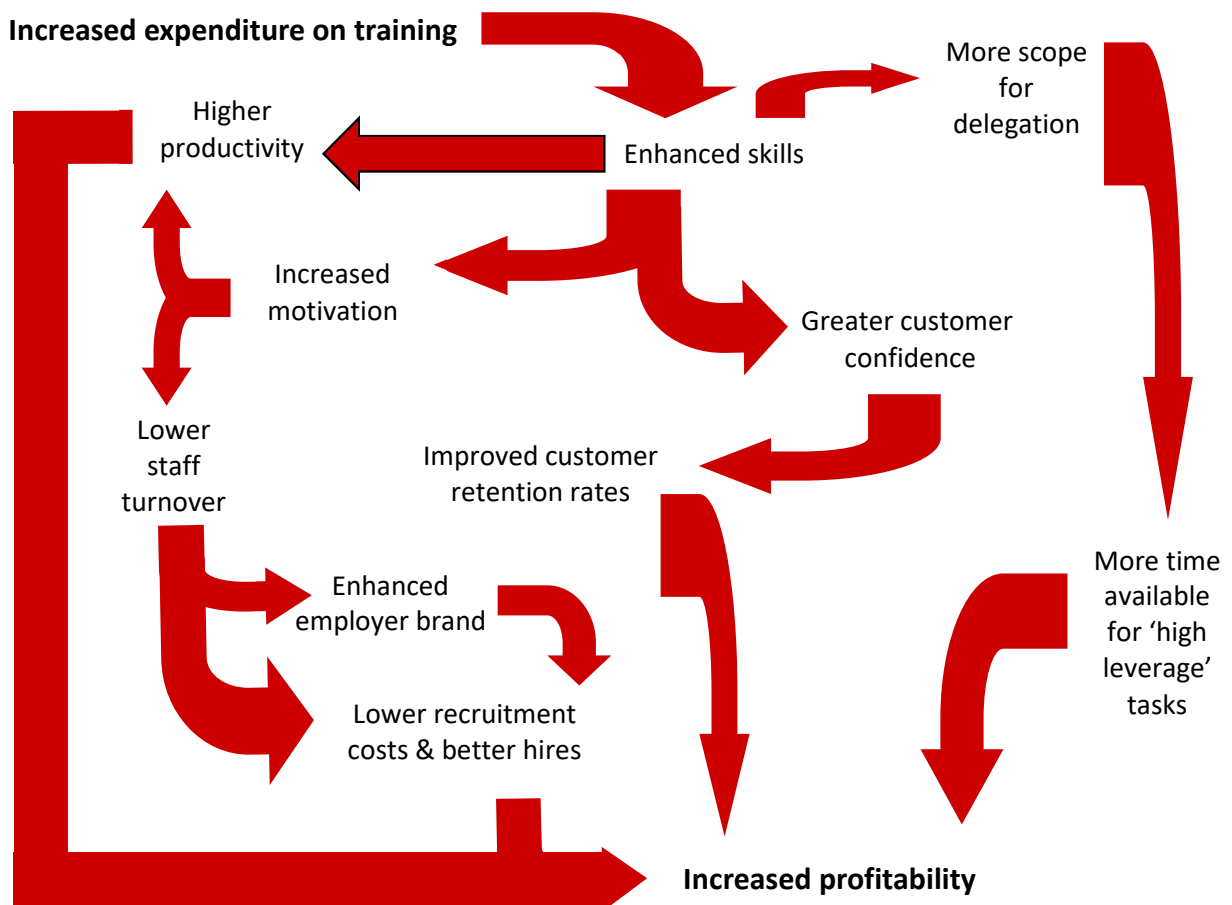 Increased expenditure on training
More scope
for
delegation
Higher
productivity
Enhanced skills
Increased
motivation
Greater customer
confidence
Lower
staff
turnover
Improved customer
retention rates
Enhanced
employer brand
More time
available
for ‘high
leverage’
tasks
Lower recruitment
costs & better hires
Increased profitability